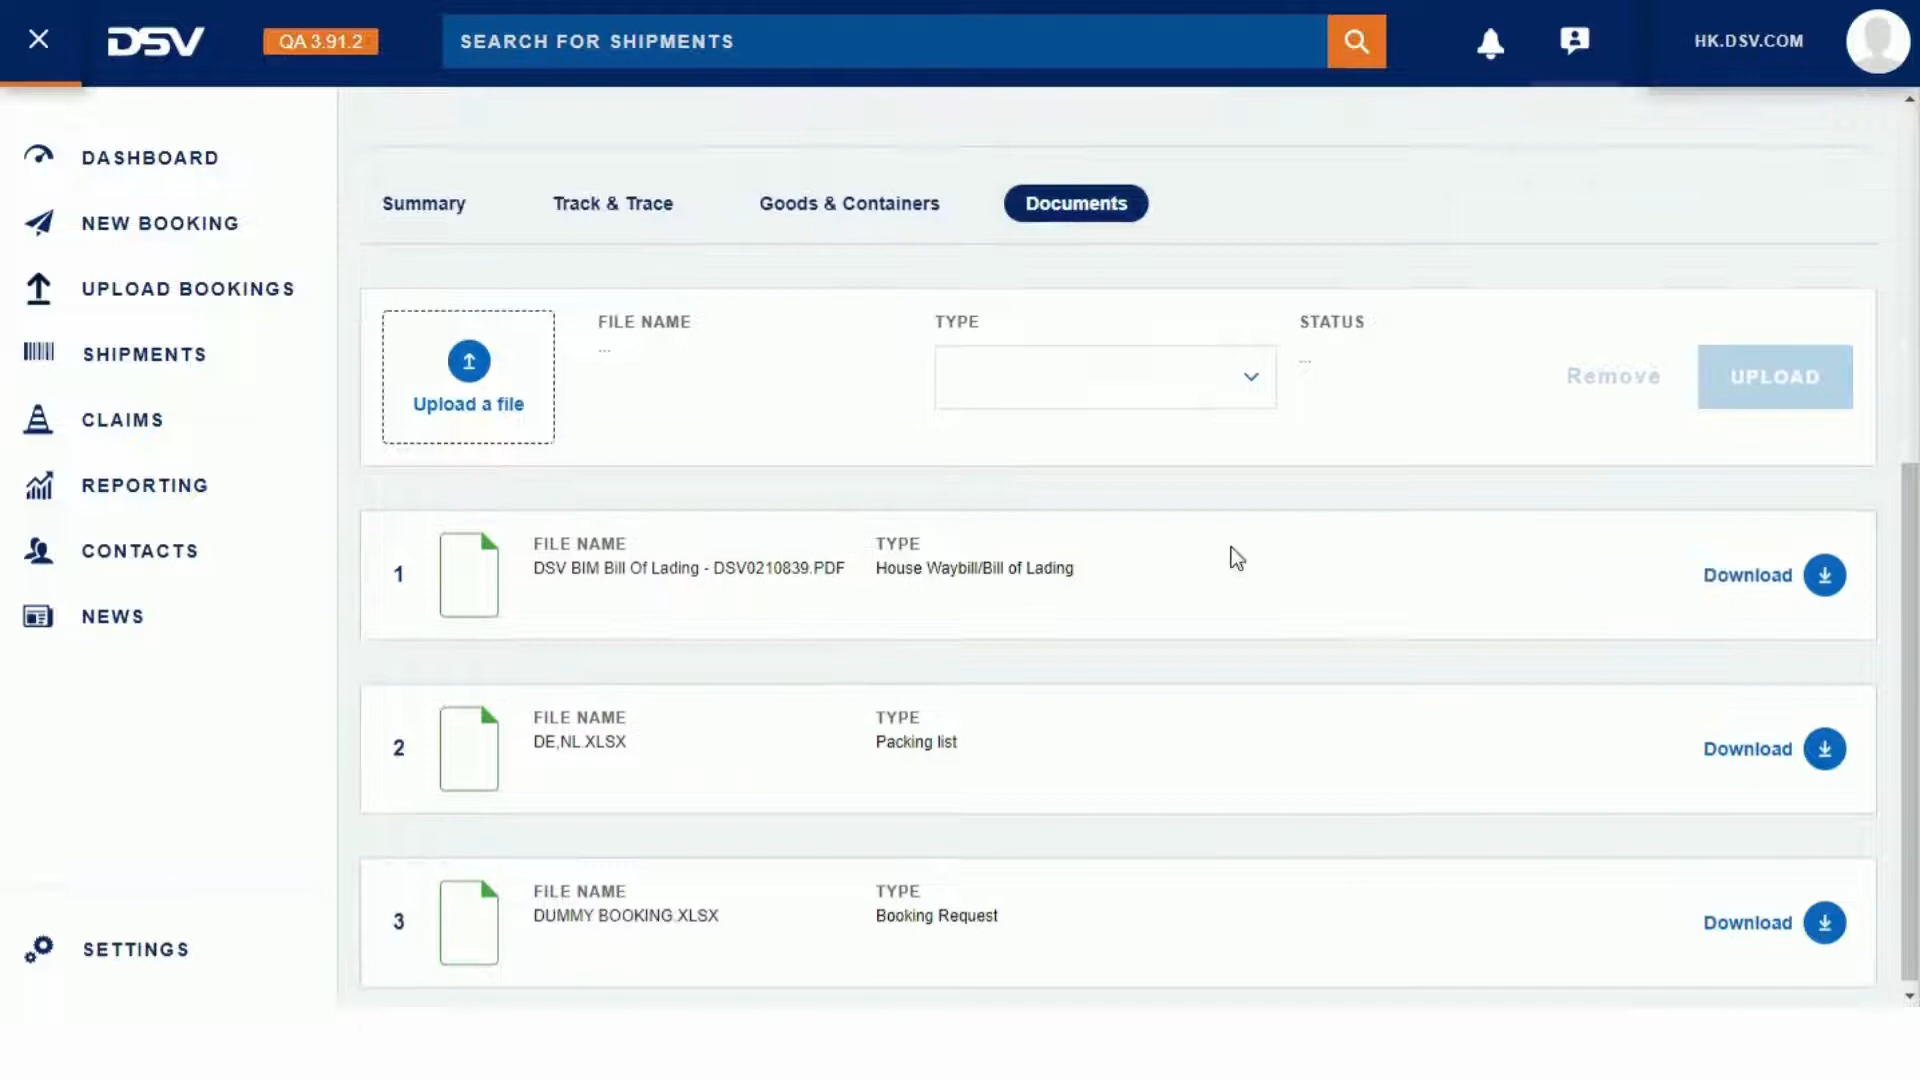 DSV
QA 3.91.2
SEARCH FOR SHIPMENTS
HK.DSV.COM
DASHBOARD
NEW BOOKING
UPLOAD BOOKINGS
SHIPMENTS
CLAIMS
REPORTING
CONTACTS
NEWS
SETTINGS
Summary Track & Trace Goods & Containers Documents
Upload a file
FILE NAME TYPE STATUS
... ...
Remove UPLOAD
1
FILE NAME TYPE
DSV BIM Bill Of Lading - DSV0210839.PDF House Waybill/Bill of Lading
Download
2
FILE NAME TYPE
DE,NL.XLSX Packing list
Download
3
FILE NAME TYPE
DUMMY BOOKING.XLSX Booking Request
Download